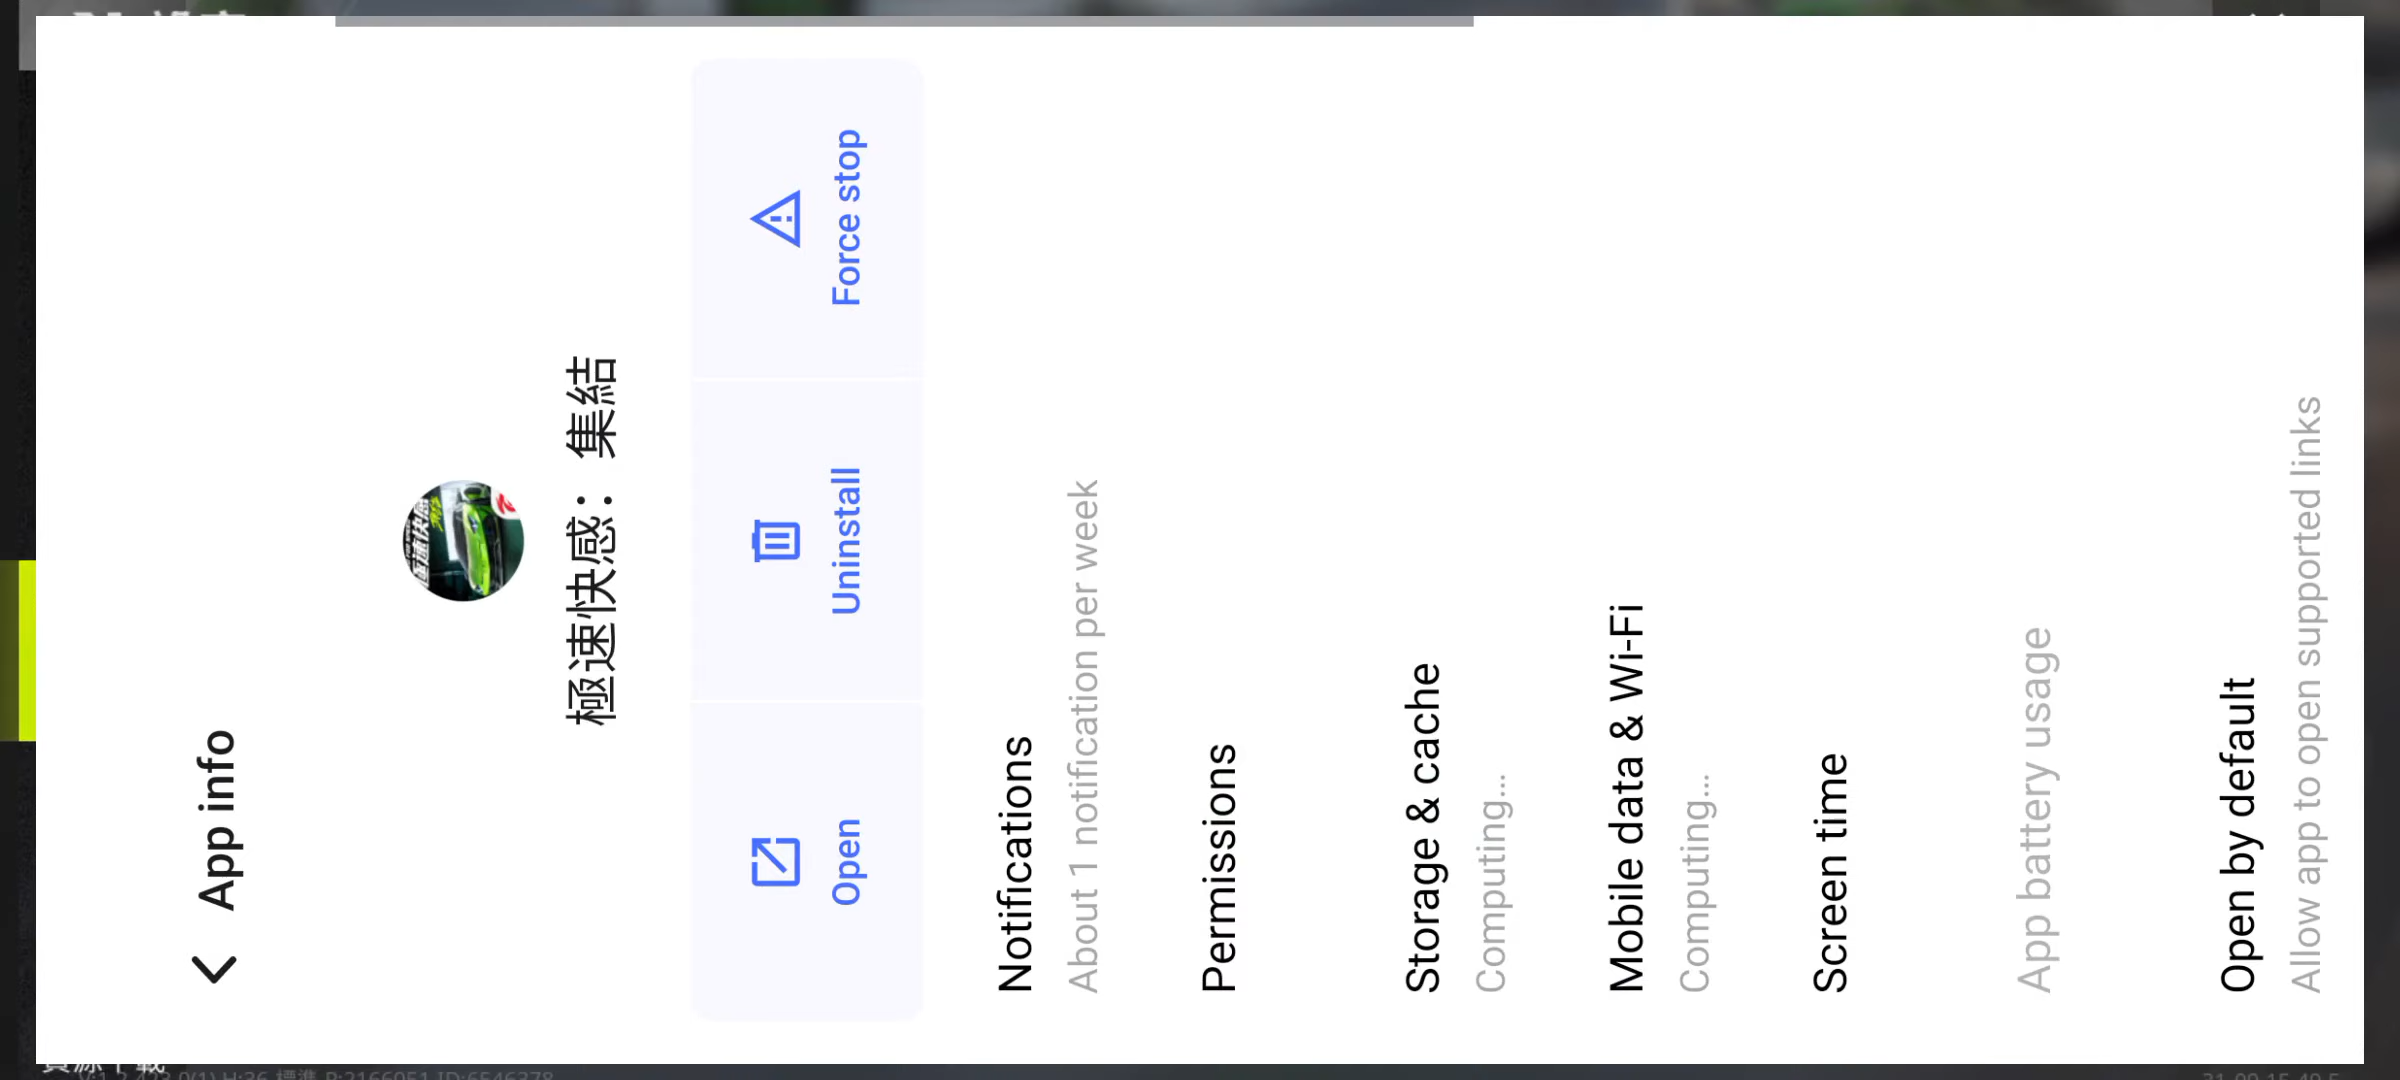 App info
極速快感：集結
Open
Uninstall
Force stop
Notifications
About 1 notification per week
Permissions
Storage & cache
Computing...
Mobile data & Wi-Fi
Computing...
Screen time
App battery usage
Open by default
Allow app to open supported links